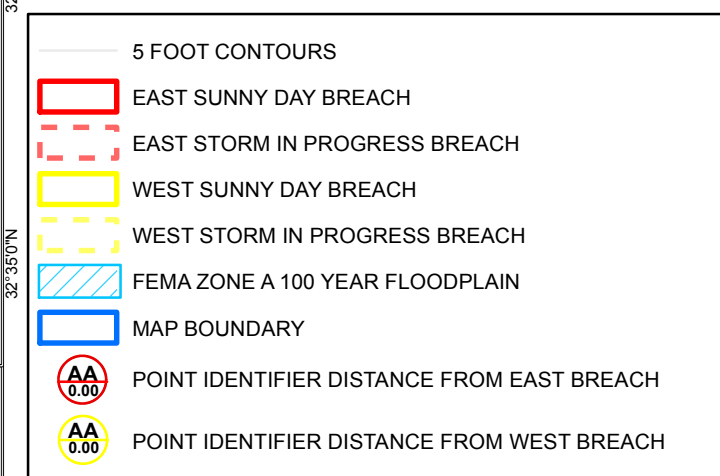 32
5 FOOT CONTOURS
EAST SUNNY DAY BREACH
EAST STORM IN PROGRESS BREACH
WEST SUNNY DAY BREACH
WEST STORM IN PROGRESS BREACH
32°35'0"N
FEMA ZONE A 100 YEAR FLOODPLAIN
MAP BOUNDARY
AA
0.00
POINT IDENTIFIER DISTANCE FROM EAST BREACH
AA
0.00
POINT IDENTIFIER DISTANCE FROM WEST BREACH